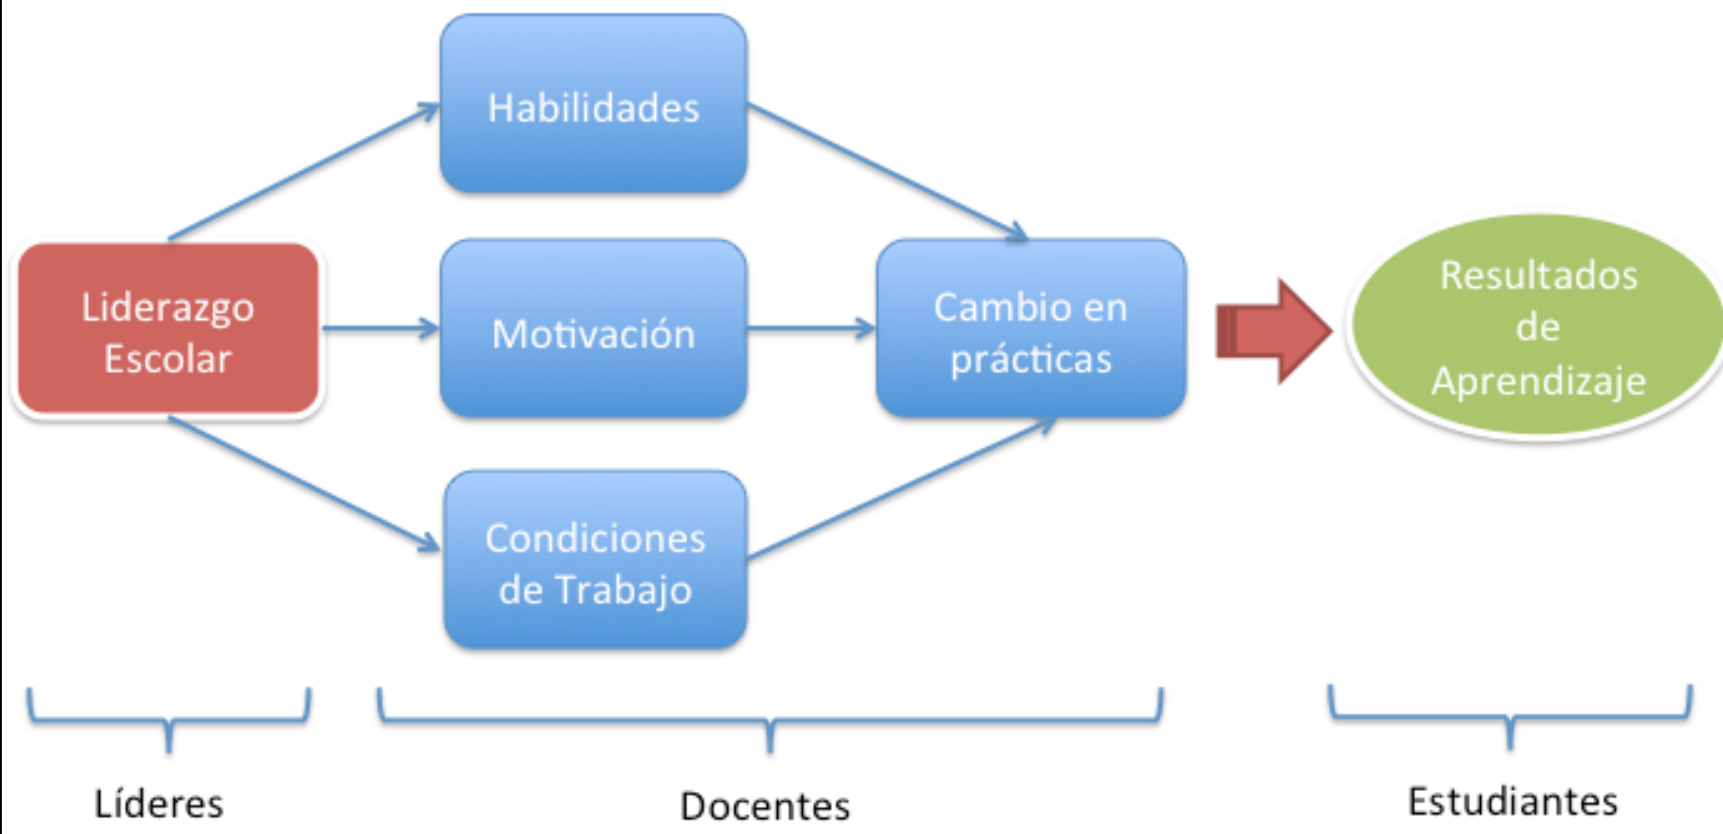 Habilidades
Liderazgo
Escolar
Motivación
Cambio en
prácticas
Resultados
de
Aprendizaje
Condiciones
de Trabajo
Líderes
Docentes
Estudiantes